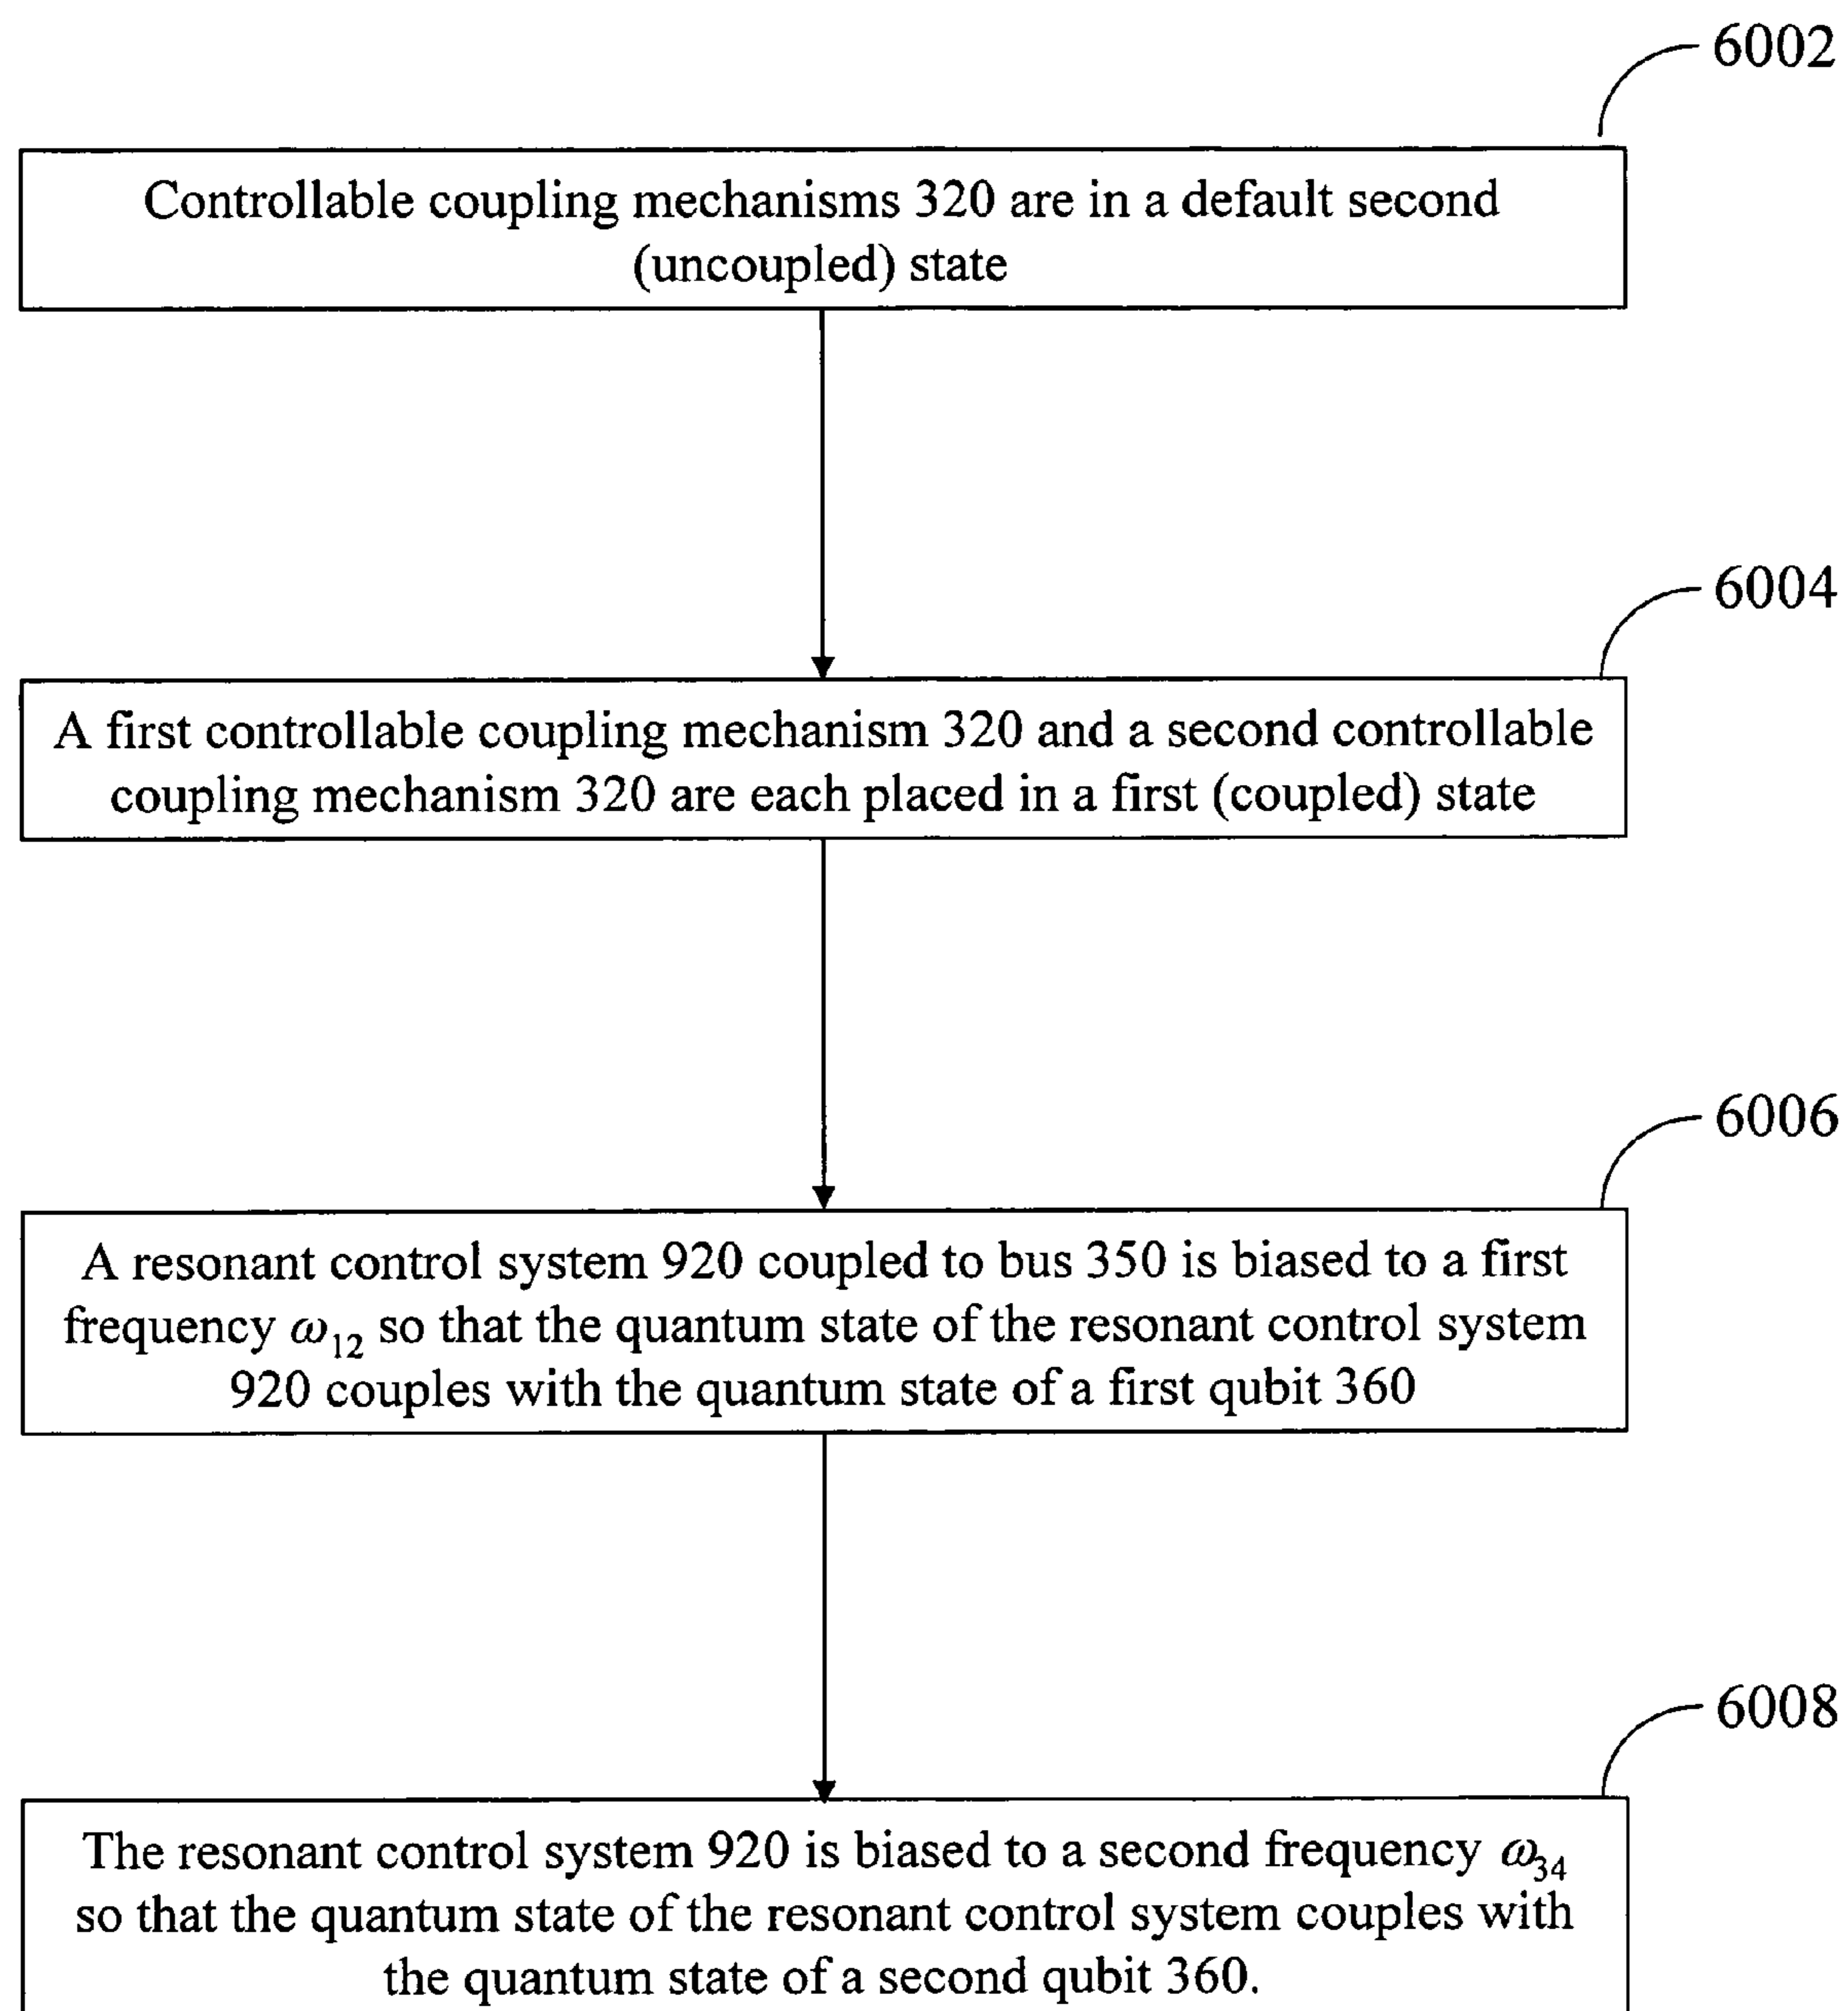 6002
Controllable coupling mechanisms 320 are in a default second
(uncoupled) state
6004
A first controllable coupling mechanism 320 and a second controllable
coupling mechanism 320 are each placed in a first (coupled) state
6006
A resonant control system 920 coupled to bus 350 is biased to a first
frequency ω₁₂ so that the quantum state of the resonant control system
920 couples with the quantum state of a first qubit 360
6008
The resonant control system 920 is biased to a second frequency ω₃₄
so that the quantum state of the resonant control system couples with
the quantum state of a second qubit 360.